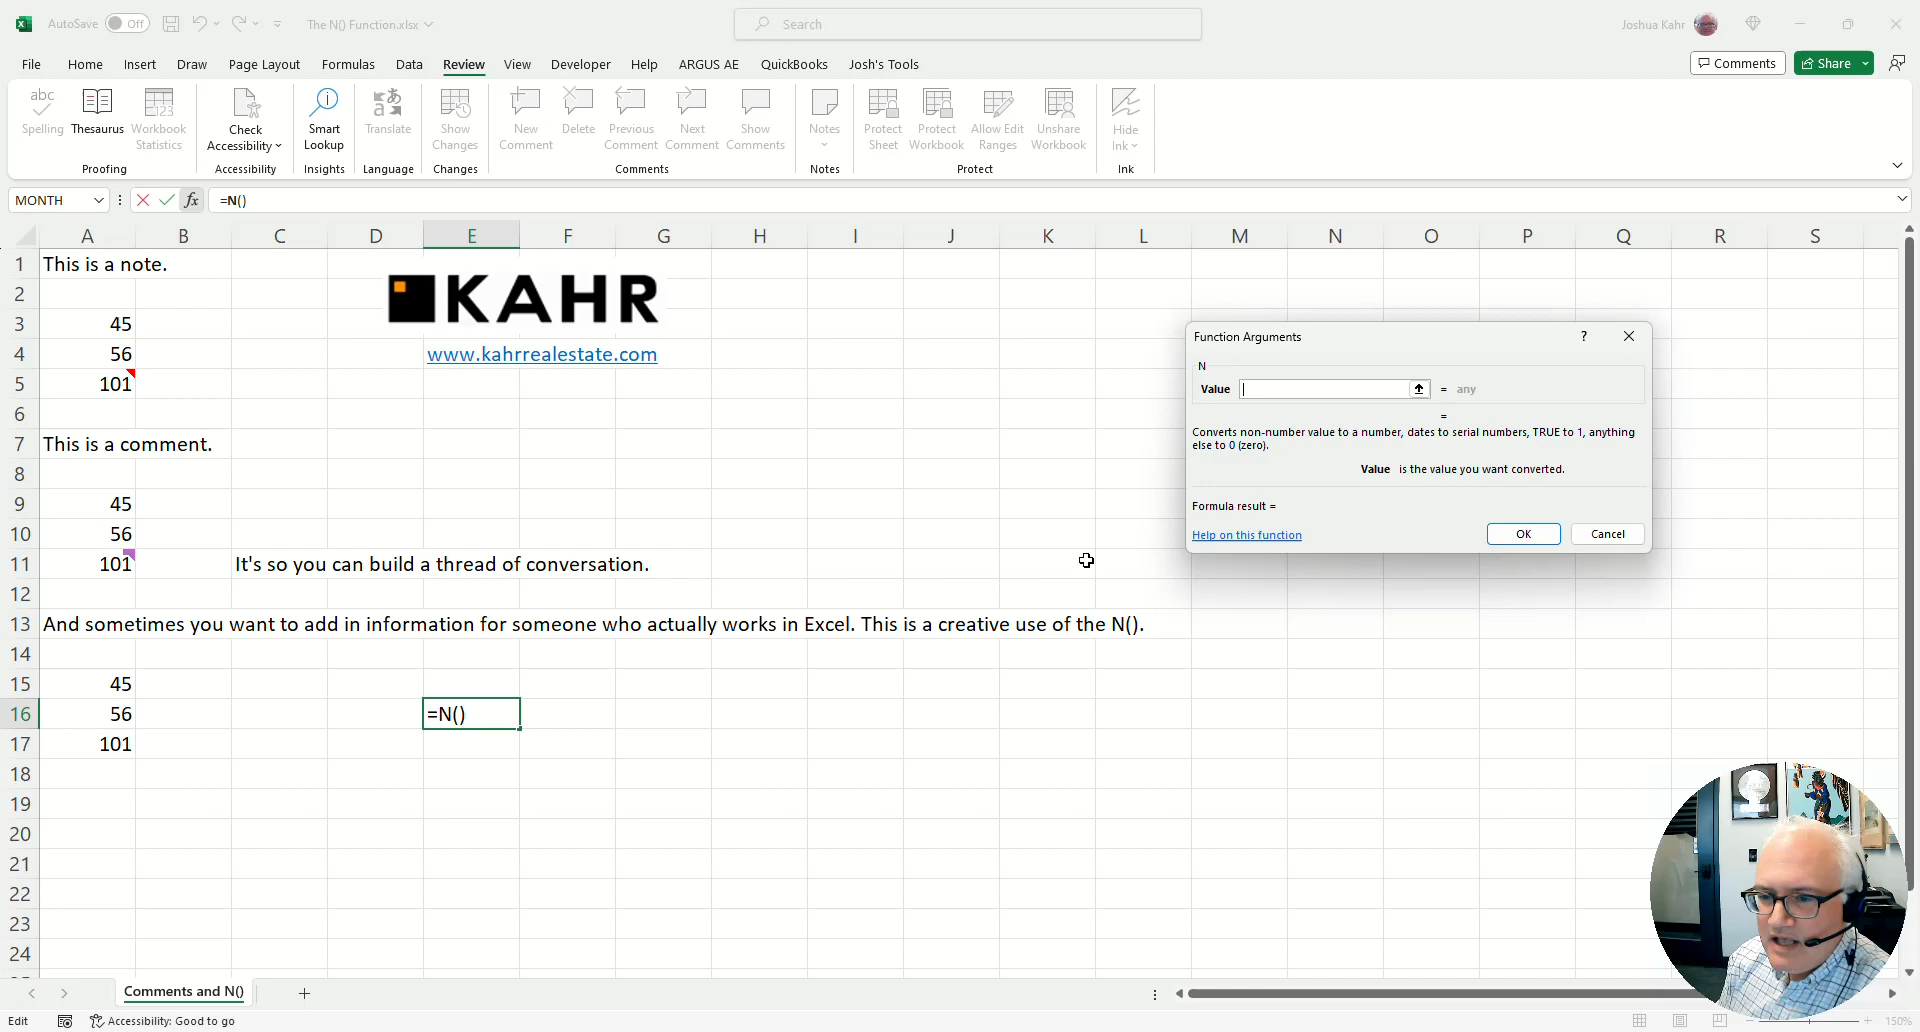 AutoSave Off The N() Function.xlsx Search Joshua Kahr
File Home Insert Draw Page Layout Formulas Data Review View Developer Help ARGUS AE QuickBooks Josh's Tools Comments Share
abc Spelling
Thesaurus
123 Workbook Statistics
Check Accessibility
Smart Lookup
Translate
Show Changes
New Comment
Delete
Previous Comment
Next Comment
Show Comments
Notes
Protect Sheet
Protect Workbook
Allow Edit Ranges
Unshare Workbook
Hide Ink
Proofing Accessibility Insights Language Changes Comments Notes Protect Ink
MONTH fx =N()
A B C D E F G H I J K L M N O P Q R S
1 This is a note.
2 KAHR
3 45
4 56 www.kahrrealestate.com
5 101
6
7 This is a comment.
8
9 45
10 56
11 101 It's so you can build a thread of conversation.
12
13 And sometimes you want to add in information for someone who actually works in Excel. This is a creative use of the N().
14
15 45
16 56 =N()
17 101
18
19
20
21
22
23
24
Function Arguments ?
N
Value = any
=
Converts non-number value to a number, dates to serial numbers, TRUE to 1, anything
else to 0 (zero).
Value is the value you want converted.
Formula result =
Help on this function OK Cancel
Comments and N()
Edit Accessibility: Good to go 150%